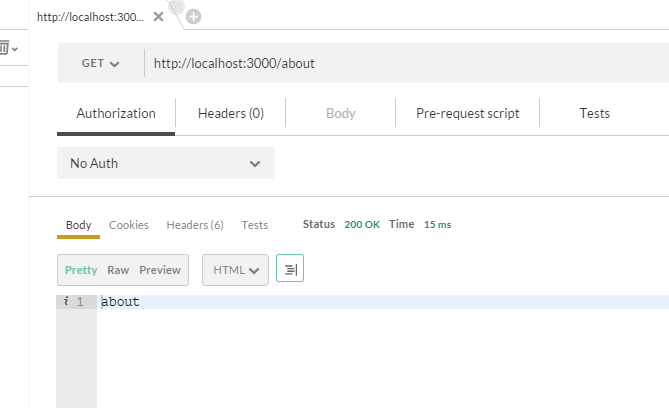 http://localhost:300...
GET http://localhost:3000/about
Authorization Headers (0) Body Pre-request script Tests
No Auth
Body Cookies Headers (6) Tests Status 200 OK Time 15 ms
Pretty Raw Preview HTML
i 1 about